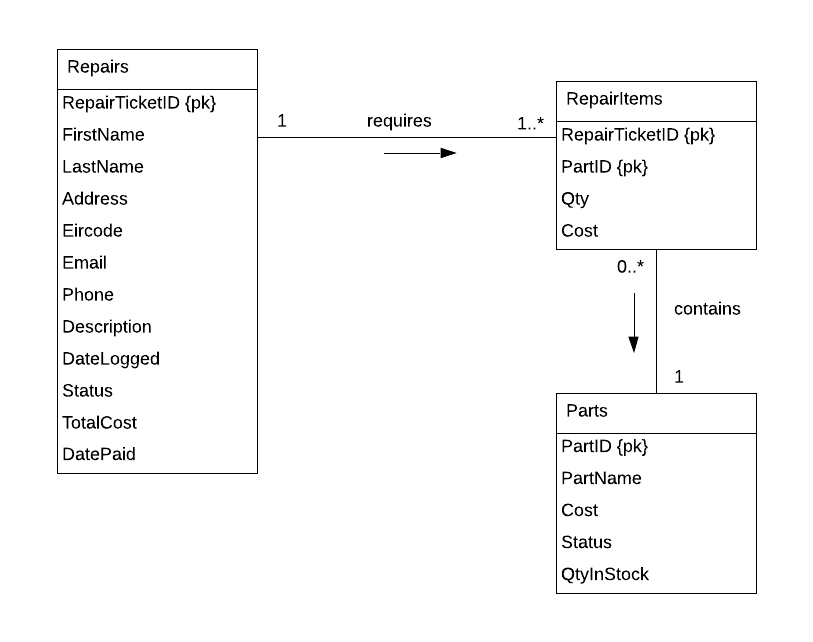 Repairs
RepairTicketID {pk}
FirstName
LastName
Address
Eircode
Email
Phone
Description
DateLogged
Status
TotalCost
DatePaid
1
requires
1..*
RepairItems
RepairTicketID {pk}
PartID {pk}
Qty
Cost
0..*
contains
1
Parts
PartID {pk}
PartName
Cost
Status
QtyInStock